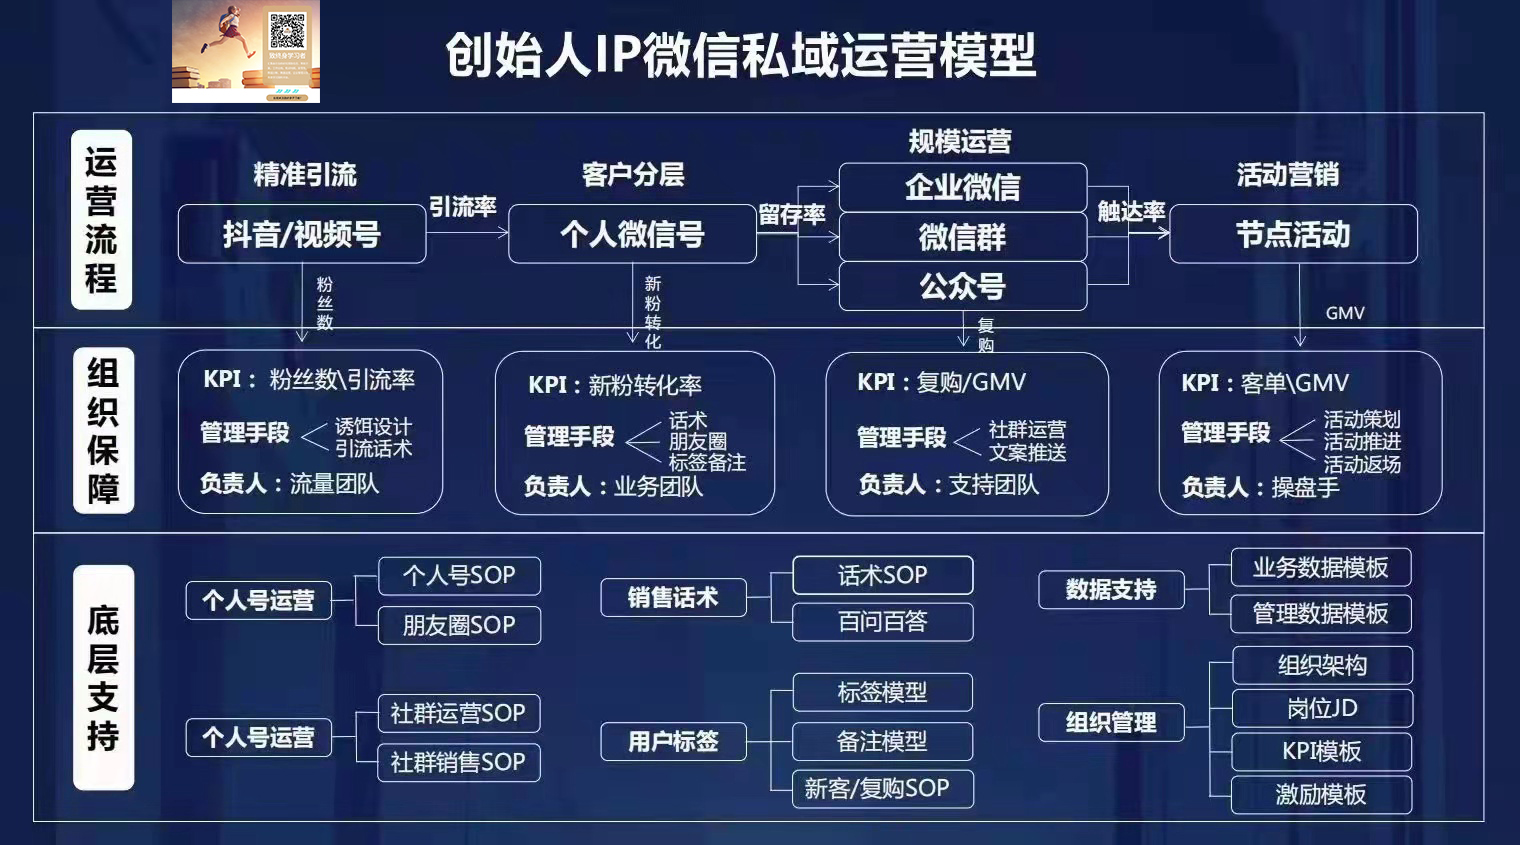 创始人IP微信私域运营模型
运营流程
精准引流
抖音/视频号
引流率
客户分层
个人微信号
留存率
规模运营
企业微信
微信群
公众号
触达率
活动营销
节点活动
粉丝数
新粉转化
复购
GMV
组织保障
KPI： 粉丝数\引流率
管理手段
诱饵设计
引流话术
负责人：流量团队
KPI：新粉转化率
管理手段
话术
朋友圈
标签备注
负责人：业务团队
KPI：复购/GMV
管理手段
社群运营
文案推送
负责人：支持团队
KPI：客单\GMV
管理手段
活动策划
活动推进
活动返场
负责人：操盘手
底层支持
个人号运营
个人号SOP
朋友圈SOP
个人号运营
社群运营SOP
社群销售SOP
销售话术
话术SOP
百问百答
用户标签
标签模型
备注模型
新客/复购SOP
数据支持
业务数据模板
管理数据模板
组织管理
组织架构
岗位JD
KPI模板
激励模板